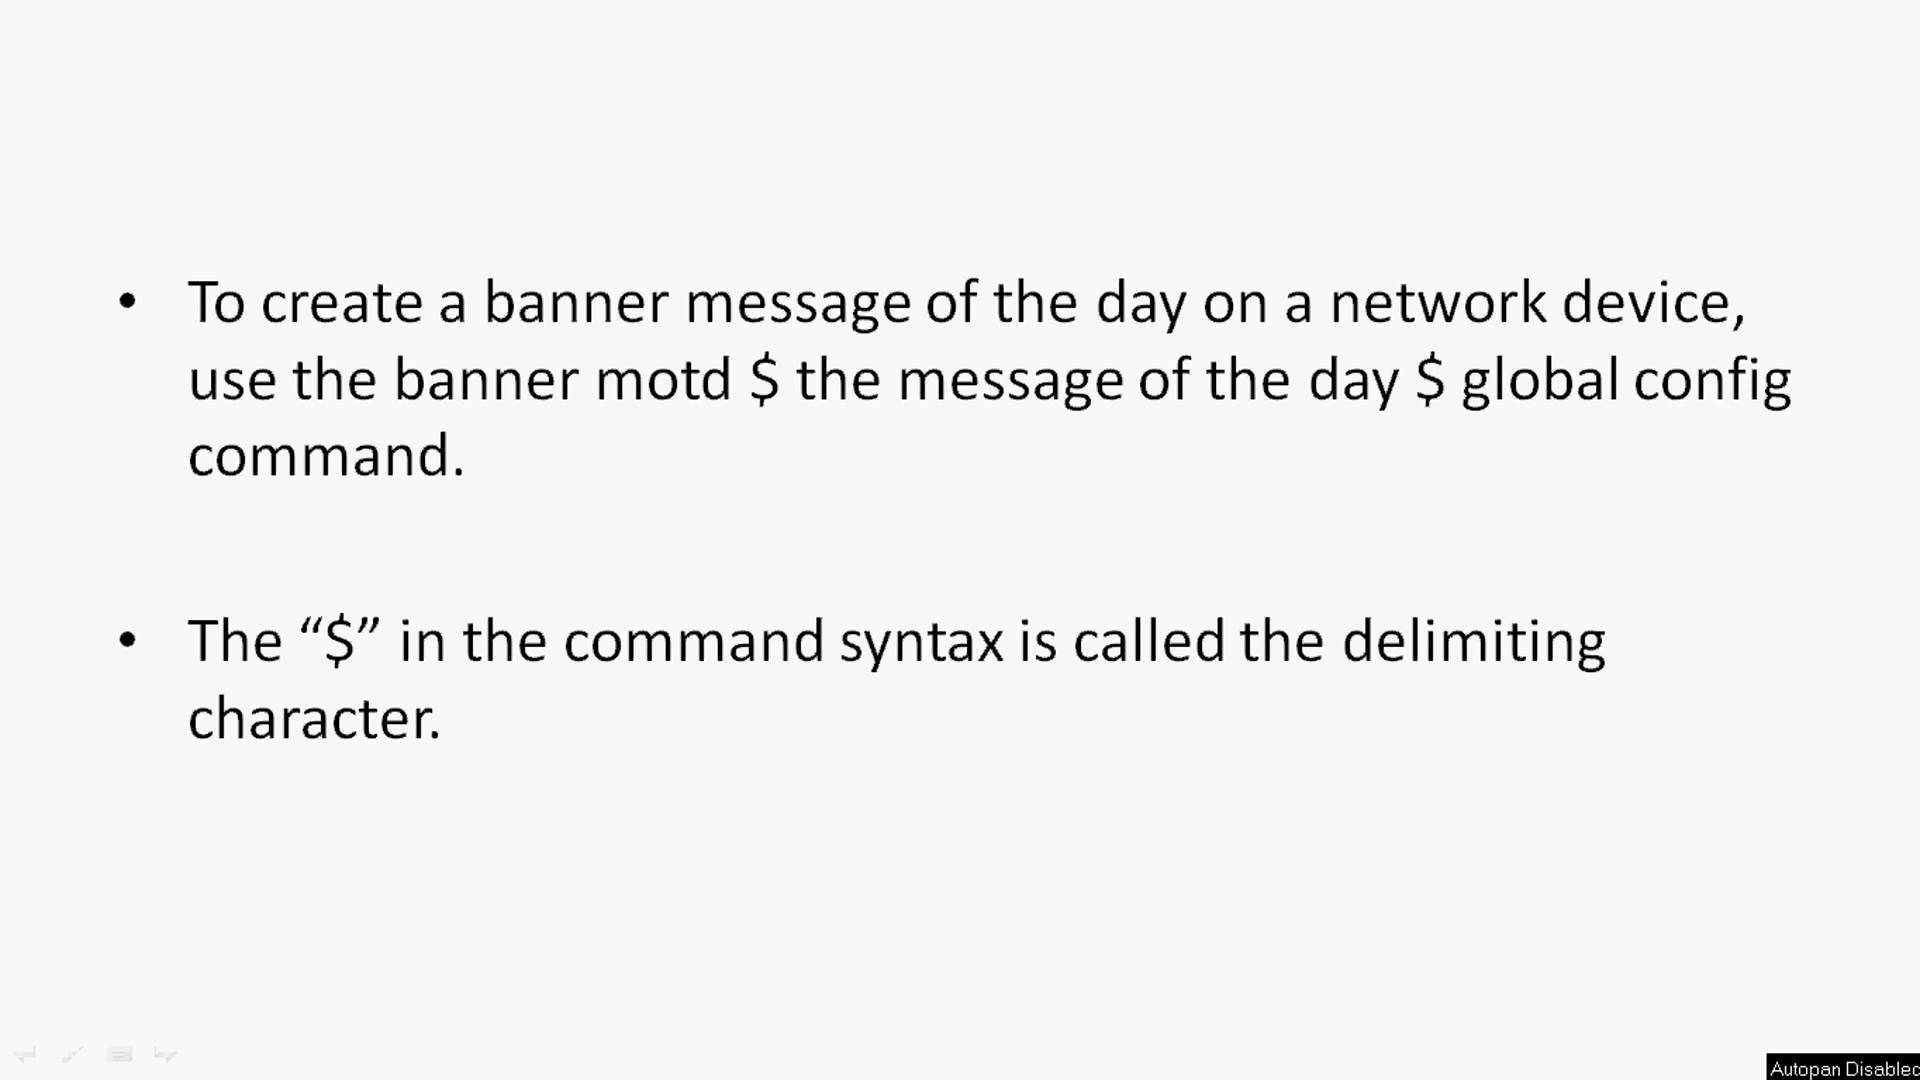 • To create a banner message of the day on a network device,
use the banner motd $ the message of the day $ global config
command.
• The “$” in the command syntax is called the delimiting
character.
Autopan Disabled